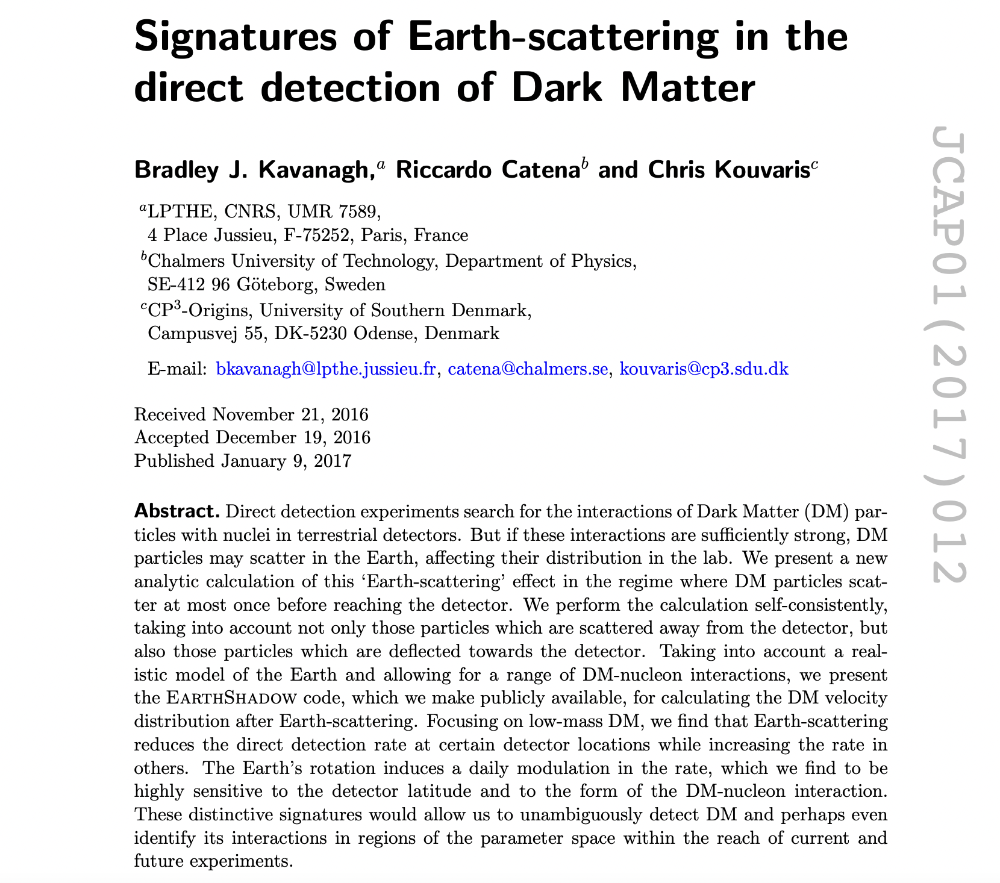 Signatures of Earth-scattering in the
direct detection of Dark Matter
Bradley J. Kavanagh,a Riccardo Catenab and Chris Kouvarisc
aLPTHE, CNRS, UMR 7589,
4 Place Jussieu, F-75252, Paris, France
bChalmers University of Technology, Department of Physics,
SE-412 96 Göteborg, Sweden
cCP3-Origins, University of Southern Denmark,
Campusvej 55, DK-5230 Odense, Denmark
E-mail: bkavanagh@lpthe.jussieu.fr, catena@chalmers.se, kouvaris@cp3.sdu.dk
Received November 21, 2016
Accepted December 19, 2016
Published January 9, 2017
Abstract. Direct detection experiments search for the interactions of Dark Matter (DM) par-
ticles with nuclei in terrestrial detectors. But if these interactions are sufficiently strong, DM
particles may scatter in the Earth, affecting their distribution in the lab. We present a new
analytic calculation of this ‘Earth-scattering’ effect in the regime where DM particles scat-
ter at most once before reaching the detector. We perform the calculation self-consistently,
taking into account not only those particles which are scattered away from the detector, but
also those particles which are deflected towards the detector. Taking into account a real-
istic model of the Earth and allowing for a range of DM-nucleon interactions, we present
the EARTHSHADOW code, which we make publicly available, for calculating the DM velocity
distribution after Earth-scattering. Focusing on low-mass DM, we find that Earth-scattering
reduces the direct detection rate at certain detector locations while increasing the rate in
others. The Earth’s rotation induces a daily modulation in the rate, which we find to be
highly sensitive to the detector latitude and to the form of the DM-nucleon interaction.
These distinctive signatures would allow us to unambiguously detect DM and perhaps even
identify its interactions in regions of the parameter space within the reach of current and
future experiments.
JCAP01(2017)012